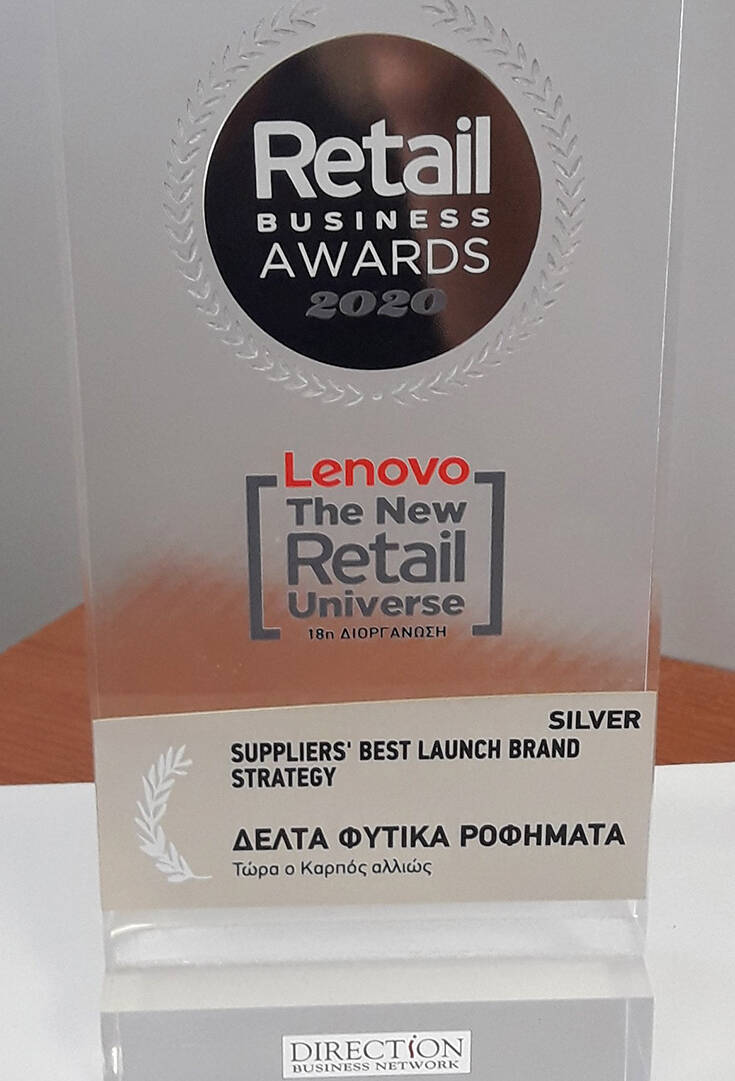 Retail
BUSINESS
AWARDS
2020
Lenovo
The New
Retail
Universe
18η ΔΙΟΡΓΑΝΩΣΗ
SILVER
SUPPLIERS' BEST LAUNCH BRAND
STRATEGY
ΔΕΛΤΑ ΦΥΤΙΚΑ ΡΟΦΗΜΑΤΑ
Τώρα ο Καρπός αλλιώς
DIRECTION
BUSINESS NETWORK